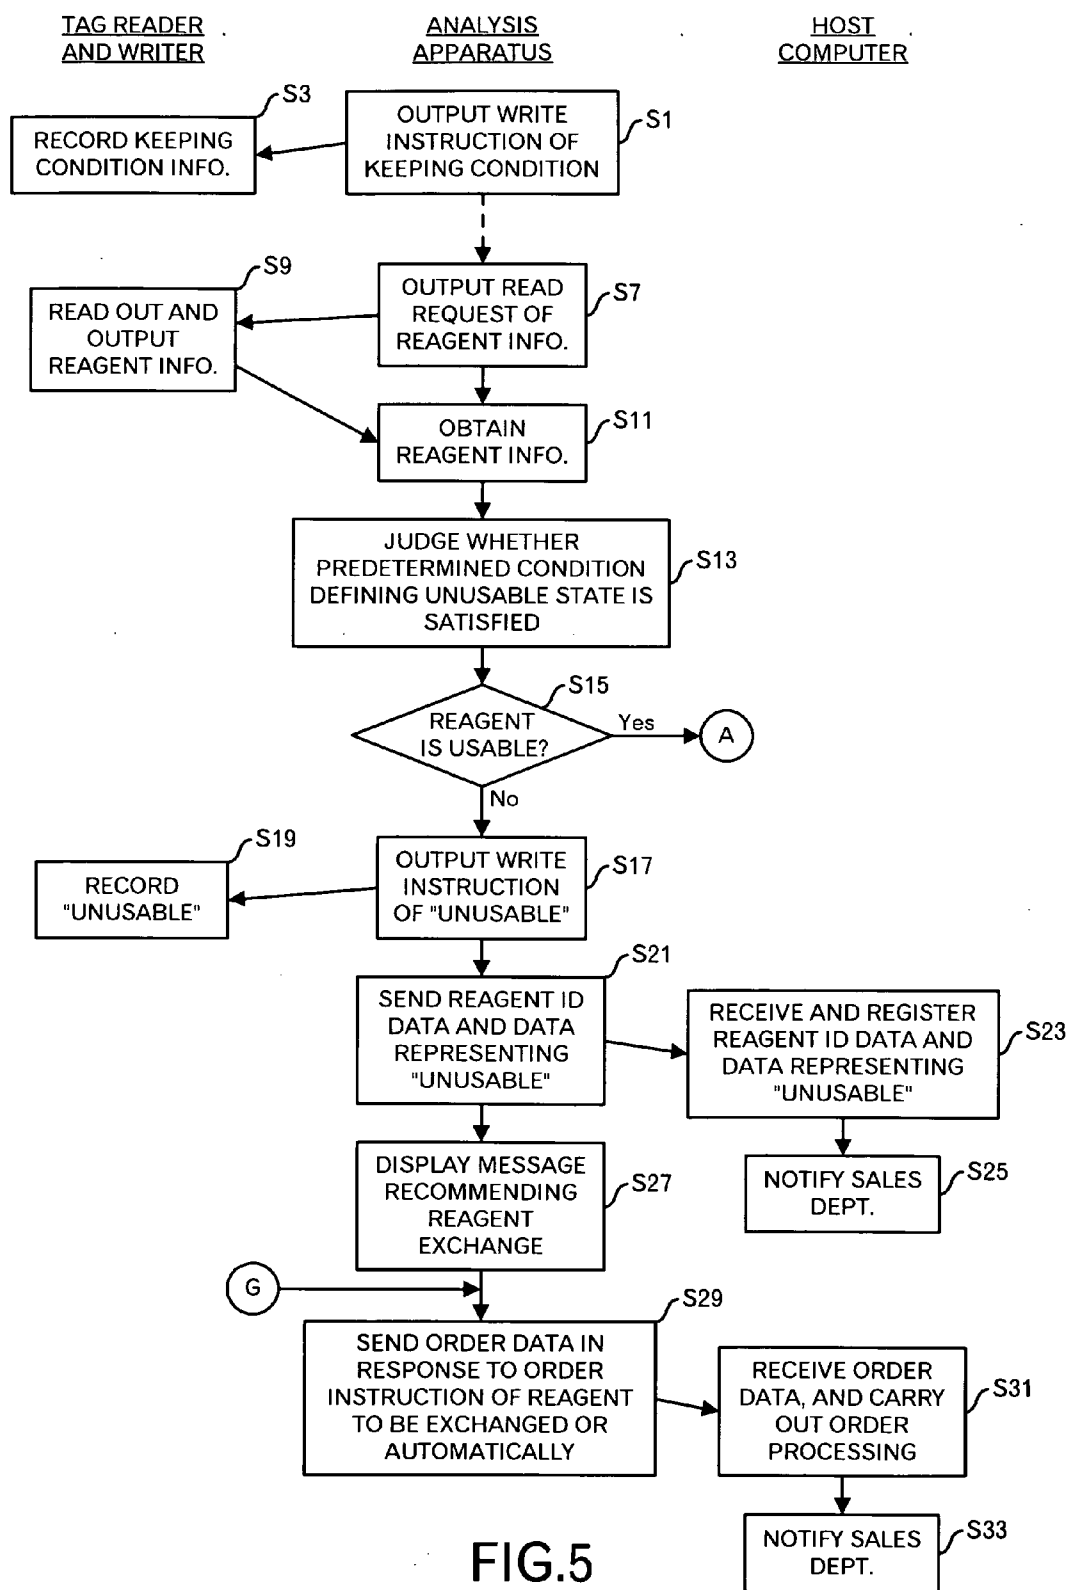 TAG READER
AND WRITER
ANALYSIS
APPARATUS
HOST
COMPUTER
S3
RECORD KEEPING
CONDITION INFO.
OUTPUT WRITE
INSTRUCTION OF
KEEPING CONDITION
S1
S9
READ OUT AND
OUTPUT
REAGENT INFO.
OUTPUT READ
REQUEST OF
REAGENT INFO.
S7
OBTAIN
REAGENT INFO.
S11
JUDGE WHETHER
PREDETERMINED CONDITION
DEFINING UNUSABLE STATE IS
SATISFIED
S13
S15
REAGENT
IS USABLE?
Yes
A
No
S19
RECORD
"UNUSABLE"
OUTPUT WRITE
INSTRUCTION
OF "UNUSABLE"
S17
S21
SEND REAGENT ID
DATA AND DATA
REPRESENTING
"UNUSABLE"
RECEIVE AND REGISTER
REAGENT ID DATA AND
DATA REPRESENTING
"UNUSABLE"
S23
DISPLAY MESSAGE
RECOMMENDING
REAGENT
EXCHANGE
S27
NOTIFY SALES
DEPT.
S25
G
S29
SEND ORDER DATA IN
RESPONSE TO ORDER
INSTRUCTION OF REAGENT
TO BE EXCHANGED OR
AUTOMATICALLY
RECEIVE ORDER
DATA, AND CARRY
OUT ORDER
PROCESSING
S31
NOTIFY SALES
DEPT.
S33
FIG.5